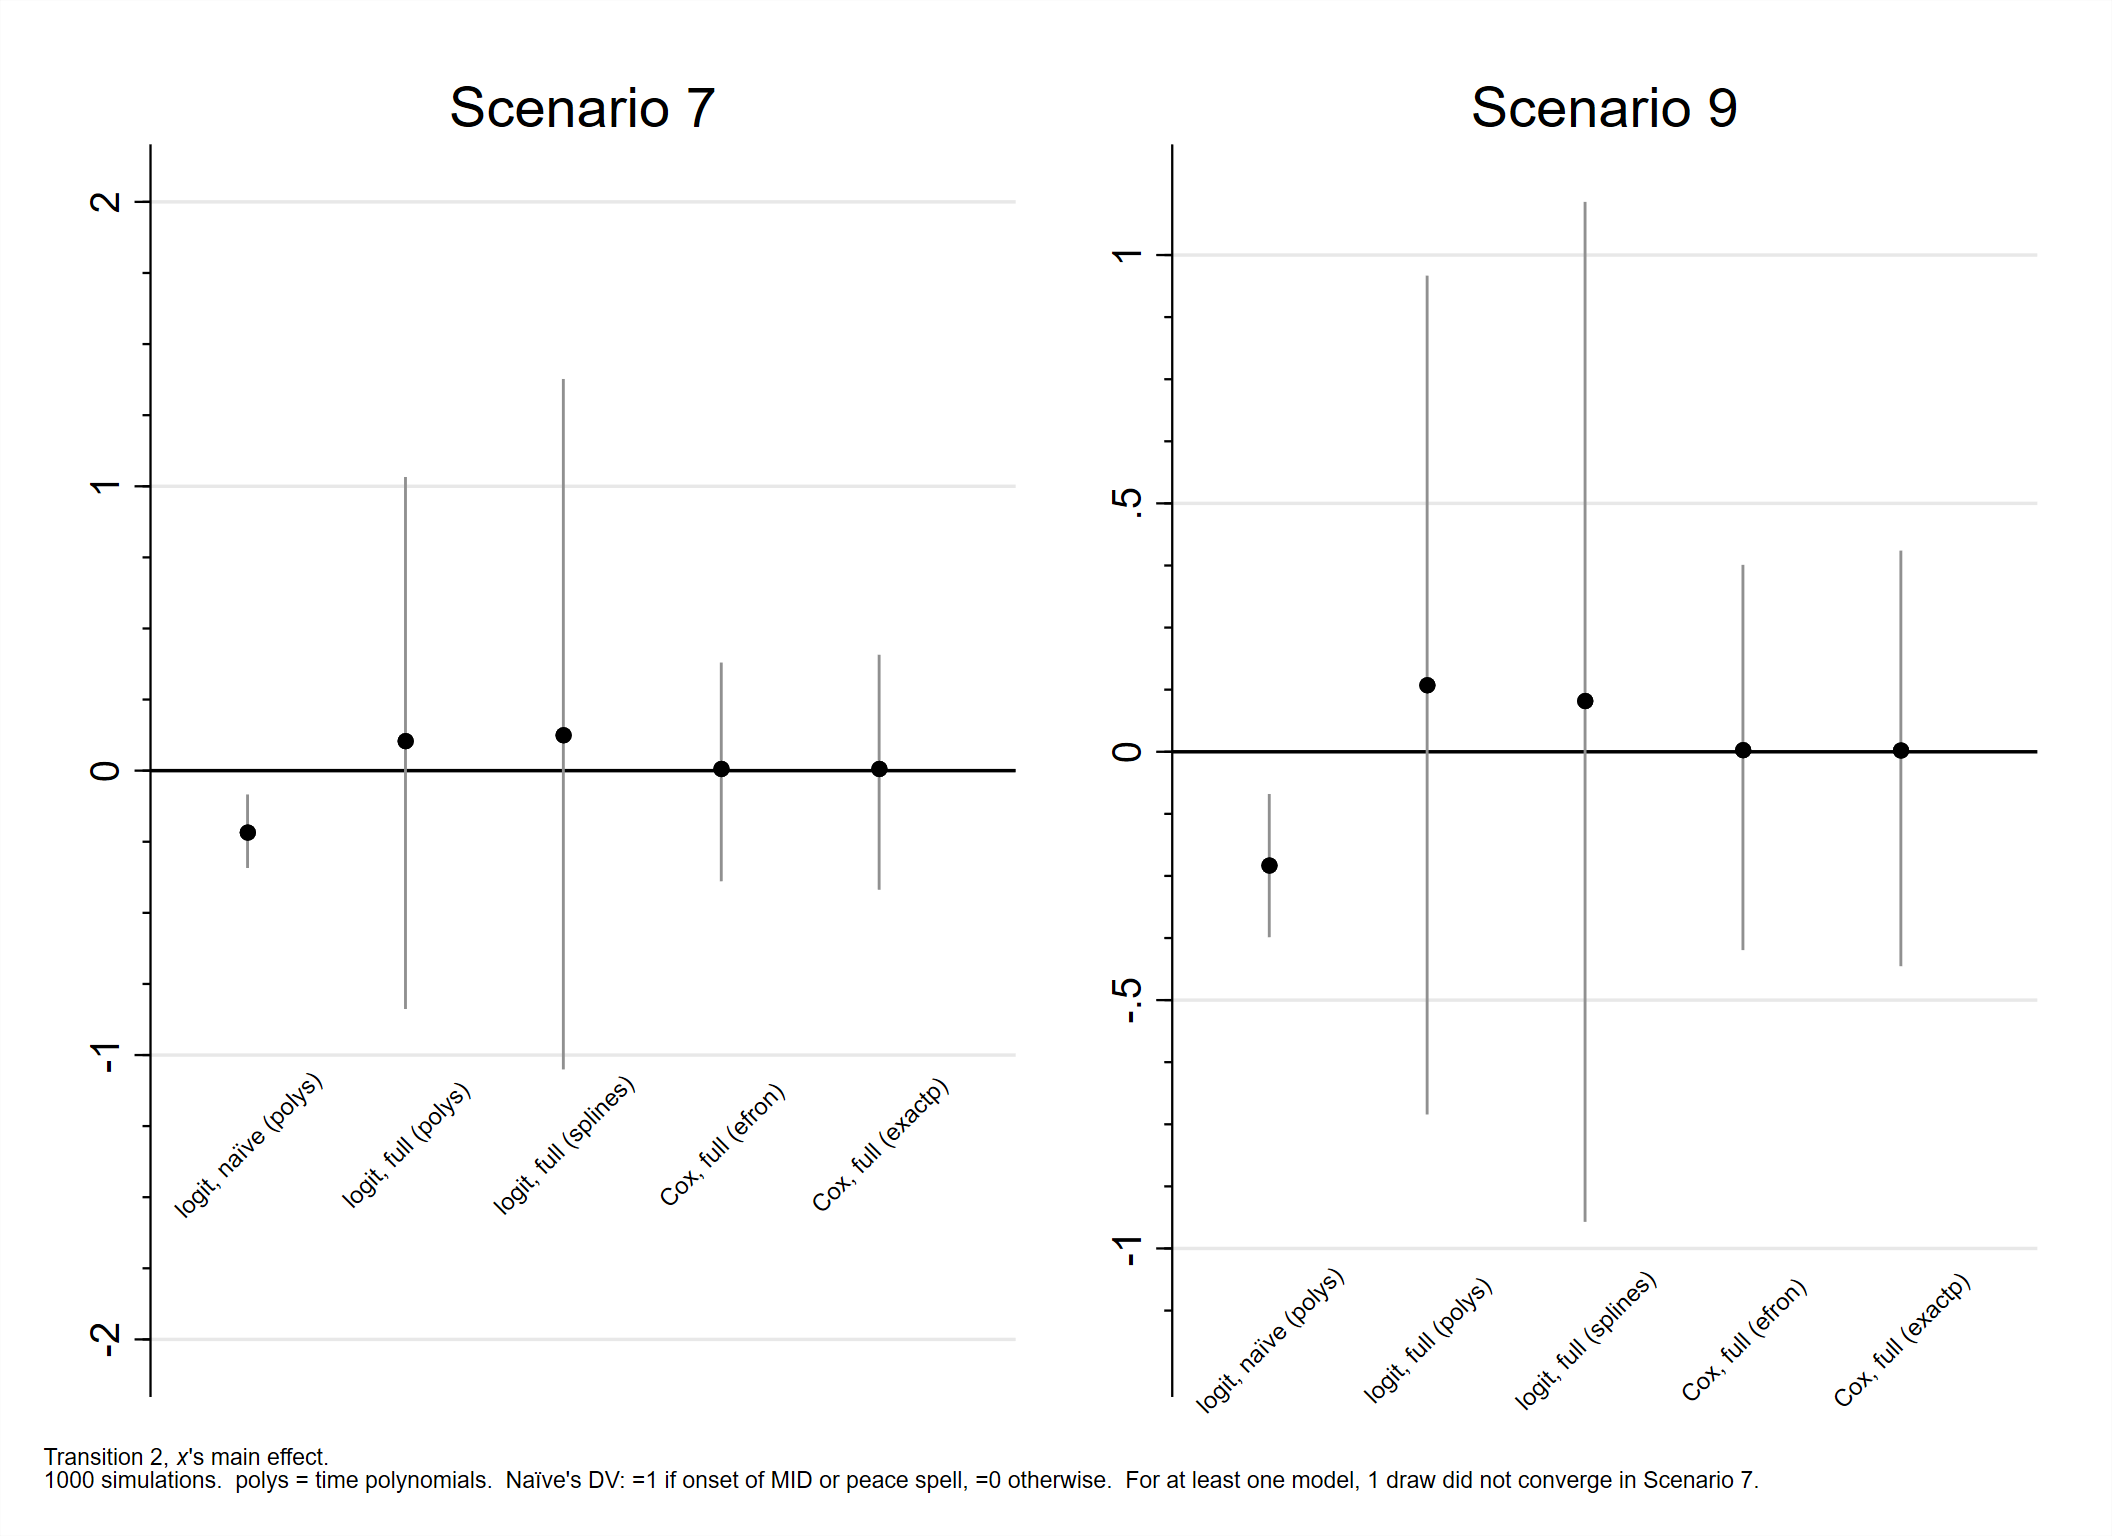 Scenario 7
2
1
0
-1
-2
logit, naïve (polys)
logit, full (polys)
logit, full (splines)
Cox, full (efron)
Cox, full (exactp)
Scenario 9
1
.5
0
-.5
-1
logit, naïve (polys)
logit, full (polys)
logit, full (splines)
Cox, full (efron)
Cox, full (exactp)
Transition 2, x's main effect.
1000 simulations.  polys = time polynomials.  Naïve's DV: =1 if onset of MID or peace spell, =0 otherwise.  For at least one model, 1 draw did not converge in Scenario 7.